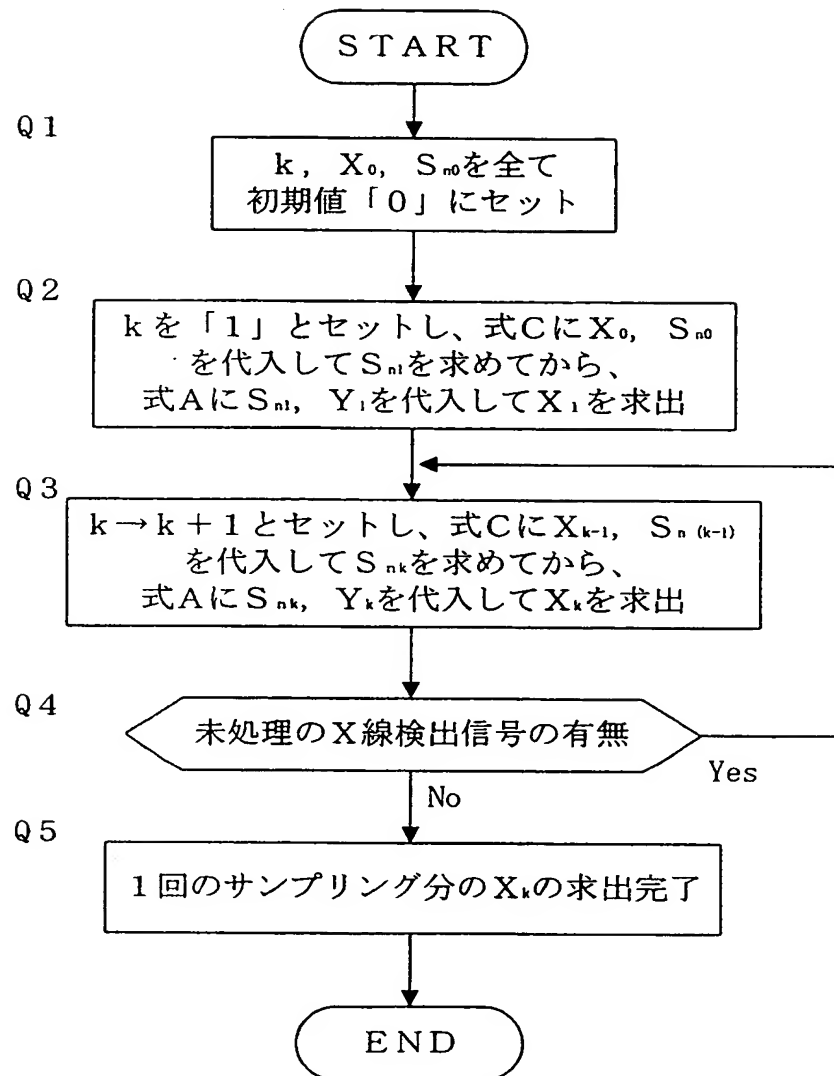 START
Q1
k, X₀, Sₙ₀を全て
初期値「0」にセット
Q2
kを「1」とセットし、式CにX₀, Sₙ₀
を代入してSₙ₁を求めてから、
式AにSₙ₁, Y₁を代入してX₁を求出
Q3
k→k+1とセットし、式CにXₖ₋₁, Sₙ₍ₖ₋₁₎
を代入してSₙₖを求めてから、
式AにSₙₖ, Yₖを代入してXₖを求出
Q4
未処理のX線検出信号の有無
Yes
No
Q5
1回のサンプリング分のXₖの求出完了
END